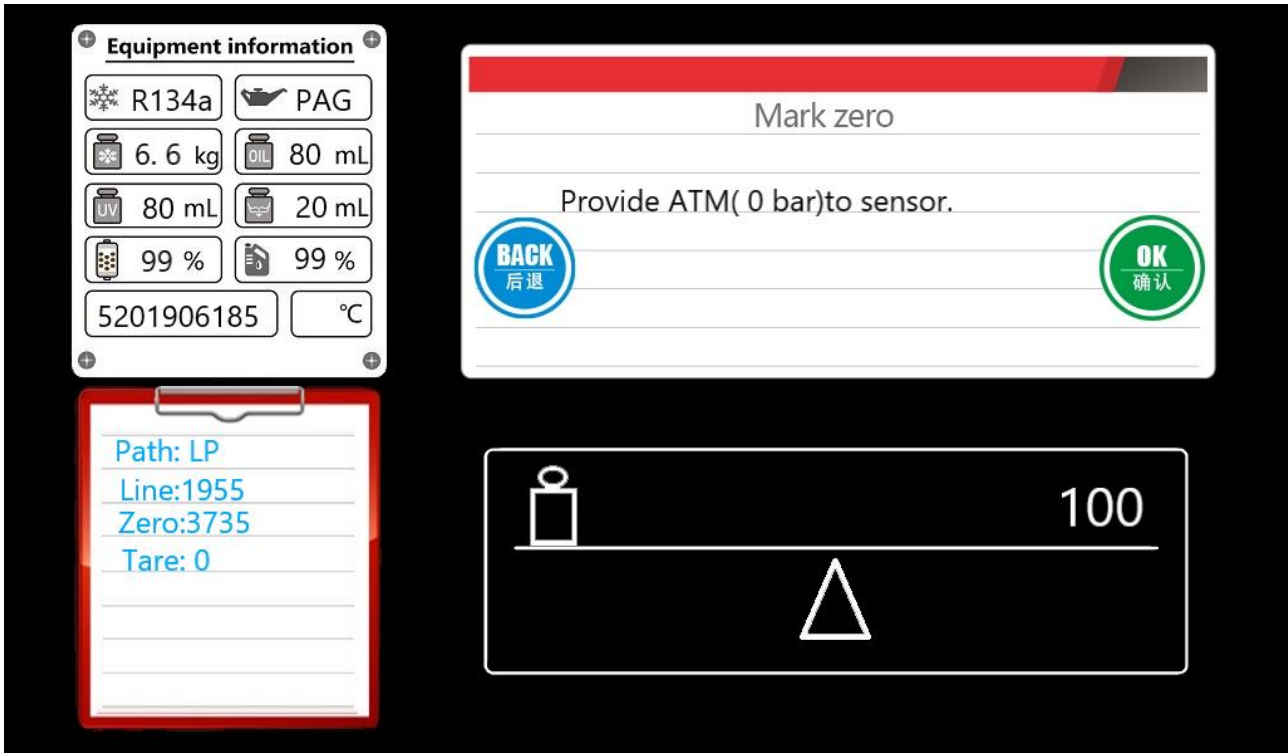 Equipment information
R134a
PAG
6. 6 kg
OIL
80 mL
UV
80 mL
20 mL
99 %
99 %
5201906185
℃
Mark zero
Provide ATM( 0 bar)to sensor.
BACK
后退
OK
确认
Path: LP
Line:1955
Zero:3735
Tare: 0
100